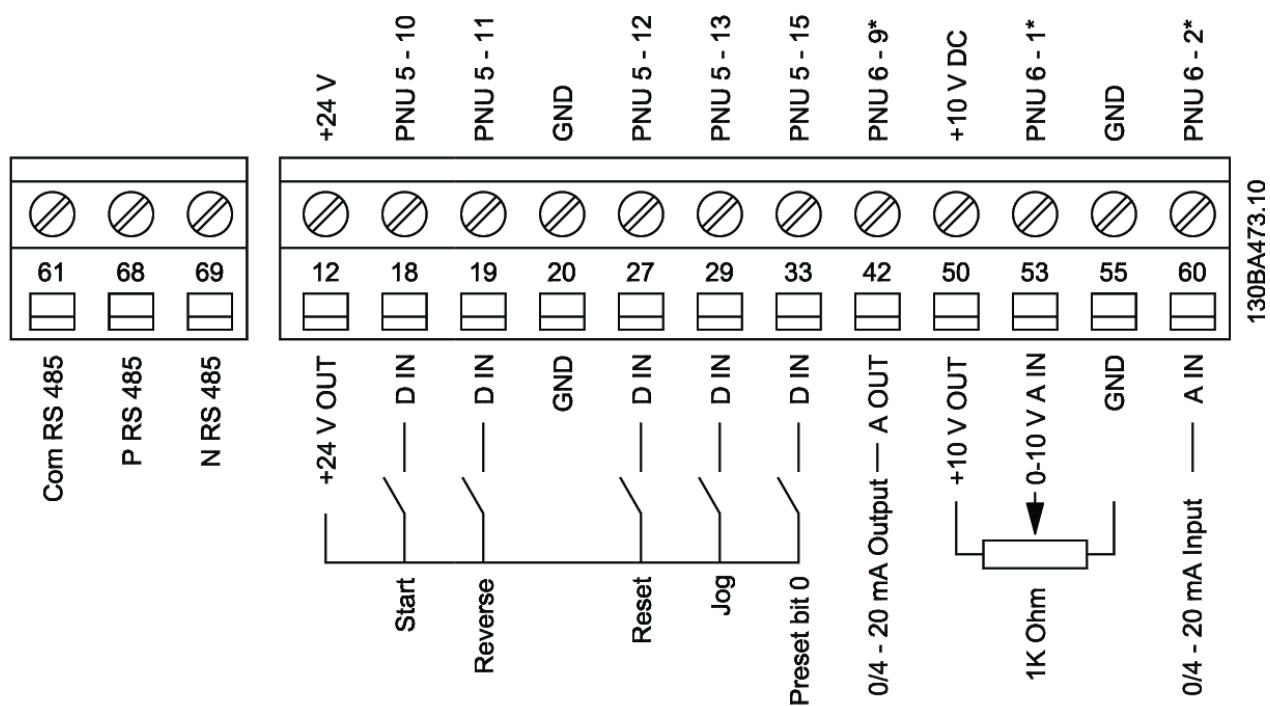 +24 V
PNU 5 - 10
PNU 5 - 11
GND
PNU 5 - 12
PNU 5 - 13
PNU 5 - 15
PNU 6 - 9*
+10 V DC
PNU 6 - 1*
GND
PNU 6 - 2*
61 68 69
12 18 19 20 27 29 33 42 50 53 55 60
130BA473.10
Com RS 485
P RS 485
N RS 485
+24 V OUT
D IN
D IN
GND
D IN
D IN
D IN
0/4 - 20 mA Output
A OUT
+10 V OUT
0-10 V A IN
GND
0/4 - 20 mA Input
A IN
Start
Reverse
Reset
Jog
Preset bit 0
1K Ohm